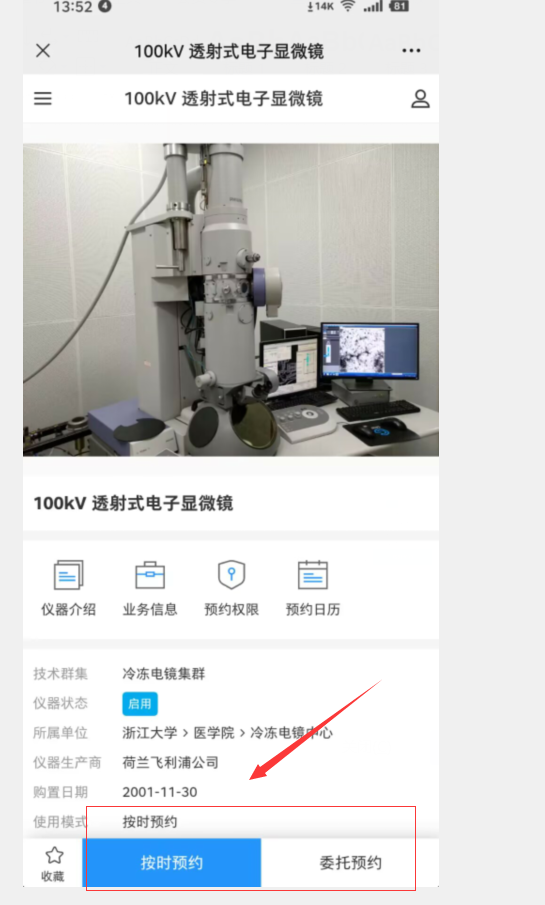 13:52 4 14K 81
100kV 透射式电子显微镜
100kV 透射式电子显微镜
100kV 透射式电子显微镜
仪器介绍 业务信息 预约权限 预约日历
技术群集 冷冻电镜集群
仪器状态 启用
所属单位 浙江大学 > 医学院 > 冷冻电镜中心
仪器生产商 荷兰飞利浦公司
购置日期 2001-11-30
使用模式 按时预约
收藏 按时预约 委托预约